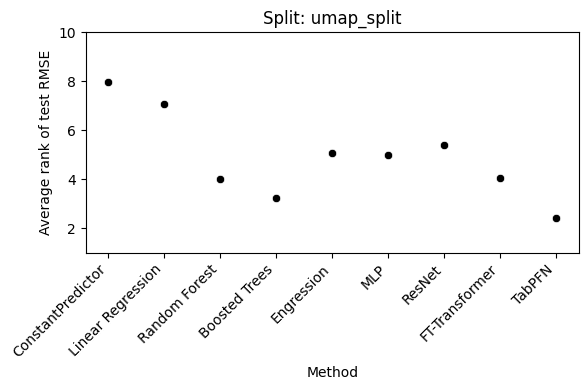 Split: umap_split
Average rank of test RMSE
10
8
6
4
2
ConstantPredictor
Linear Regression
Random Forest
Boosted Trees
Engression
MLP
ResNet
FT-Transformer
TabPFN
Method